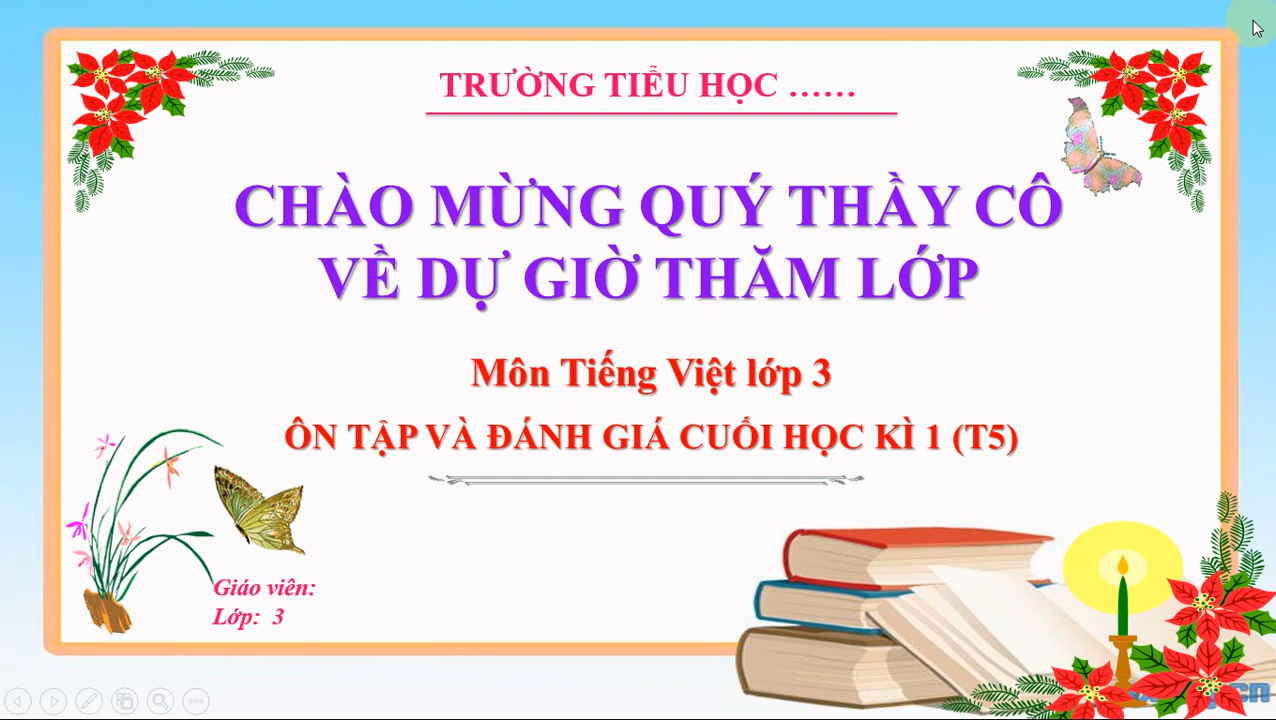 TRƯỜNG TIỂU HỌC ……
CHÀO MỪNG QUÝ THẦY CÔ
VỀ DỰ GIỜ THĂM LỚP
Môn Tiếng Việt lớp 3
ÔN TẬP VÀ ĐÁNH GIÁ CUỐI HỌC KÌ 1 (T5)
Giáo viên:
Lớp: 3